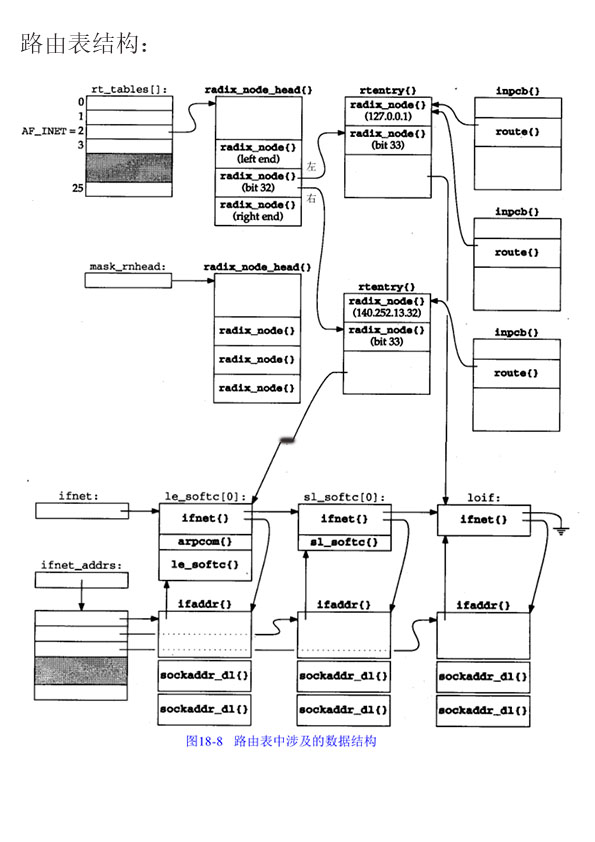 路由表结构：
rt_tables[]:
radix_node_head{}
rtentry{}
inpcb{}
0
1
AF_INET = 2
3
25
radix_node{}
(127.0.0.1)
route{}
radix_node{}
(left end)
左
radix_node{}
(bit 33)
radix_node{}
(bit 32)
右
radix_node{}
(right end)
inpcb{}
route{}
mask_rnhead:
radix_node_head{}
rtentry{}
radix_node{}
(140.252.13.32)
radix_node{}
radix_node{}
(bit 33)
radix_node{}
radix_node{}
inpcb{}
route{}
ifnet:
le_softc[0]:
sl_softc[0]:
loif:
ifnet{}
ifnet{}
ifnet{}
arpcom{}
sl_softc{}
le_softc{}
ifnet_addrs:
ifaddr{}
ifaddr{}
ifaddr{}
sockaddr_dl{}
sockaddr_dl{}
sockaddr_dl{}
sockaddr_dl{}
sockaddr_dl{}
sockaddr_dl{}
图18-8 路由表中涉及的数据结构